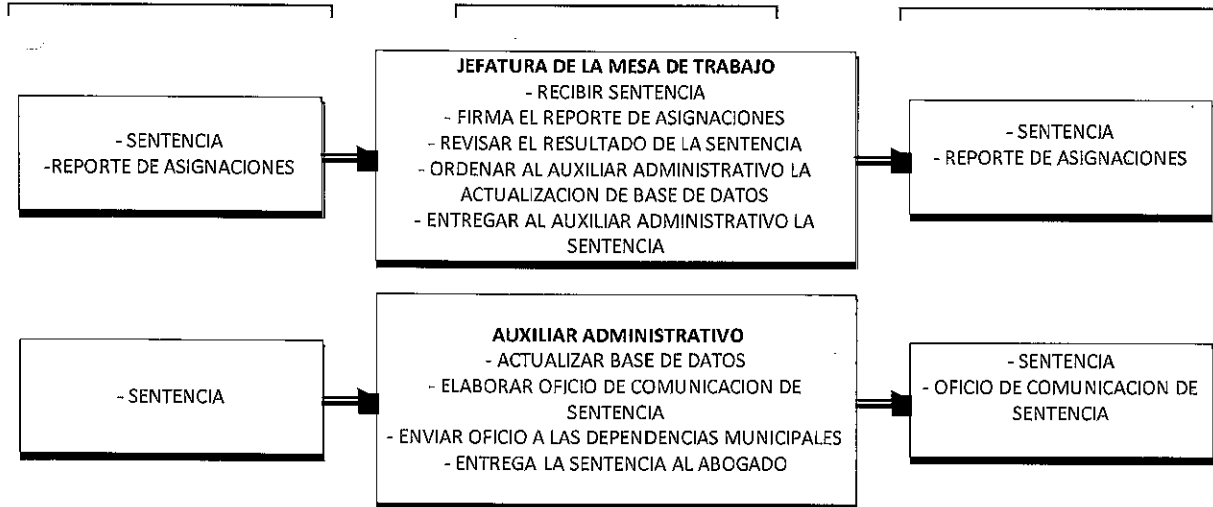 - SENTENCIA
-REPORTE DE ASIGNACIONES
JEFATURA DE LA MESA DE TRABAJO
- RECIBIR SENTENCIA
- FIRMA EL REPORTE DE ASIGNACIONES
- REVISAR EL RESULTADO DE LA SENTENCIA
- ORDENAR AL AUXILIAR ADMINISTRATIVO LA
ACTUALIZACION DE BASE DE DATOS
- ENTREGAR AL AUXILIAR ADMINISTRATIVO LA
SENTENCIA
- SENTENCIA
- REPORTE DE ASIGNACIONES
- SENTENCIA
AUXILIAR ADMINISTRATIVO
- ACTUALIZAR BASE DE DATOS
- ELABORAR OFICIO DE COMUNICACION DE
SENTENCIA
- ENVIAR OFICIO A LAS DEPENDENCIAS MUNICIPALES
- ENTREGA LA SENTENCIA AL ABOGADO
- SENTENCIA
- OFICIO DE COMUNICACION DE
SENTENCIA